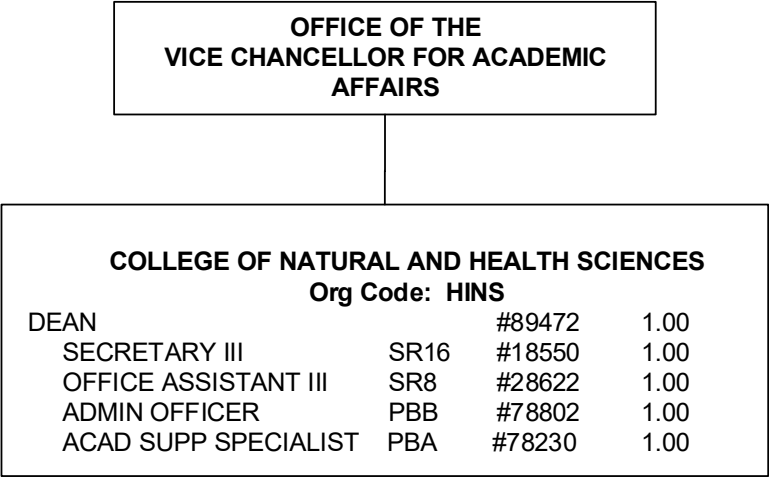 OFFICE OF THE
VICE CHANCELLOR FOR ACADEMIC
AFFAIRS
COLLEGE OF NATURAL AND HEALTH SCIENCES
Org Code: HINS
DEAN #89472 1.00
SECRETARY III SR16 #18550 1.00
OFFICE ASSISTANT III SR8 #28622 1.00
ADMIN OFFICER PBB #78802 1.00
ACAD SUPP SPECIALIST PBA #78230 1.00